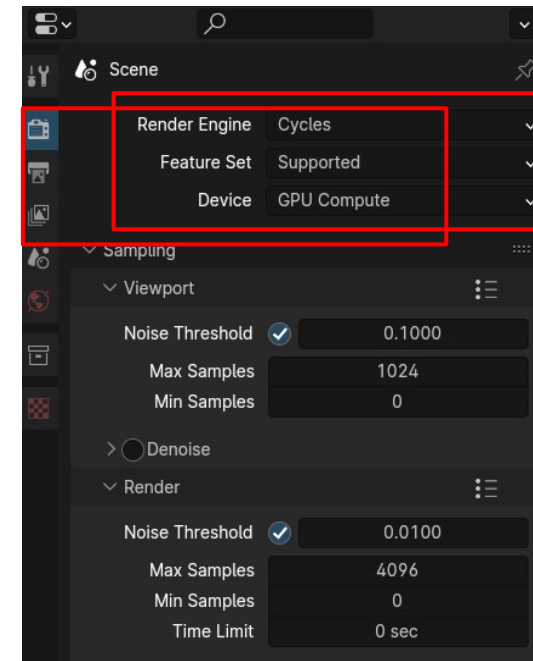 Scene
Render Engine Cycles
Feature Set Supported
Device GPU Compute
Sampling
Viewport
Noise Threshold 0.1000
Max Samples 1024
Min Samples 0
Denoise
Render
Noise Threshold 0.0100
Max Samples 4096
Min Samples 0
Time Limit 0 sec